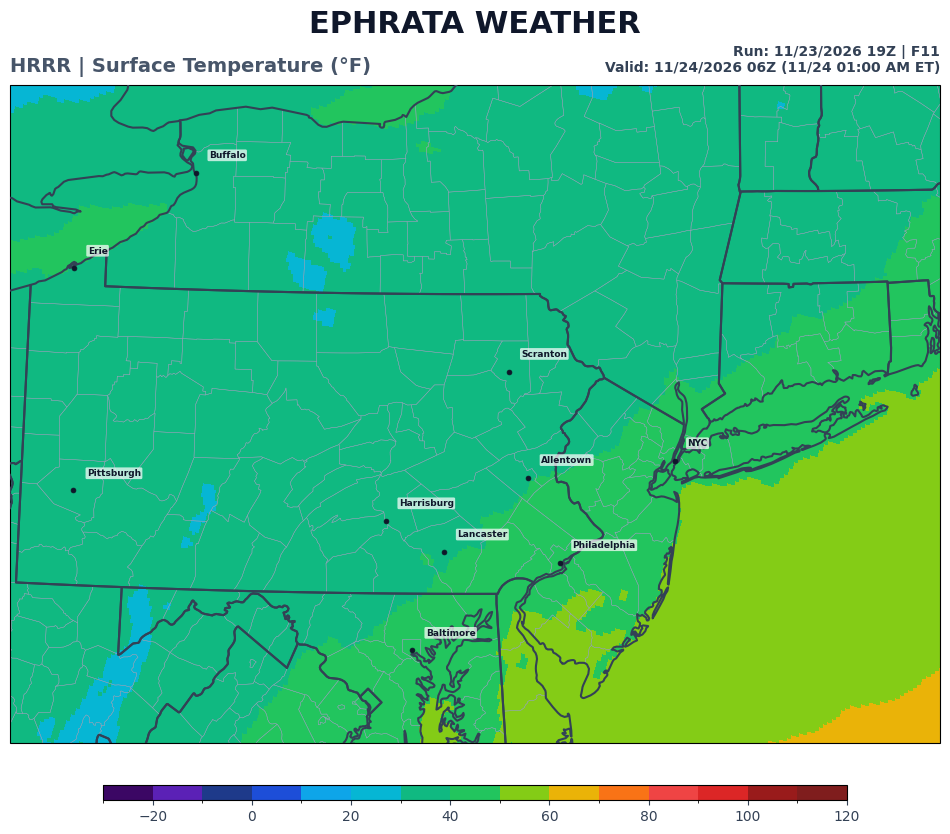 EPHRATA WEATHER
HRRR | Surface Temperature (°F)
Run: 11/23/2026 19Z | F11
Valid: 11/24/2026 06Z (11/24 01:00 AM ET)
Buffalo
Erie
Scranton
NYC
Allentown
Pittsburgh
Harrisburg
Lancaster
Philadelphia
Baltimore
−20 0 20 40 60 80 100 120